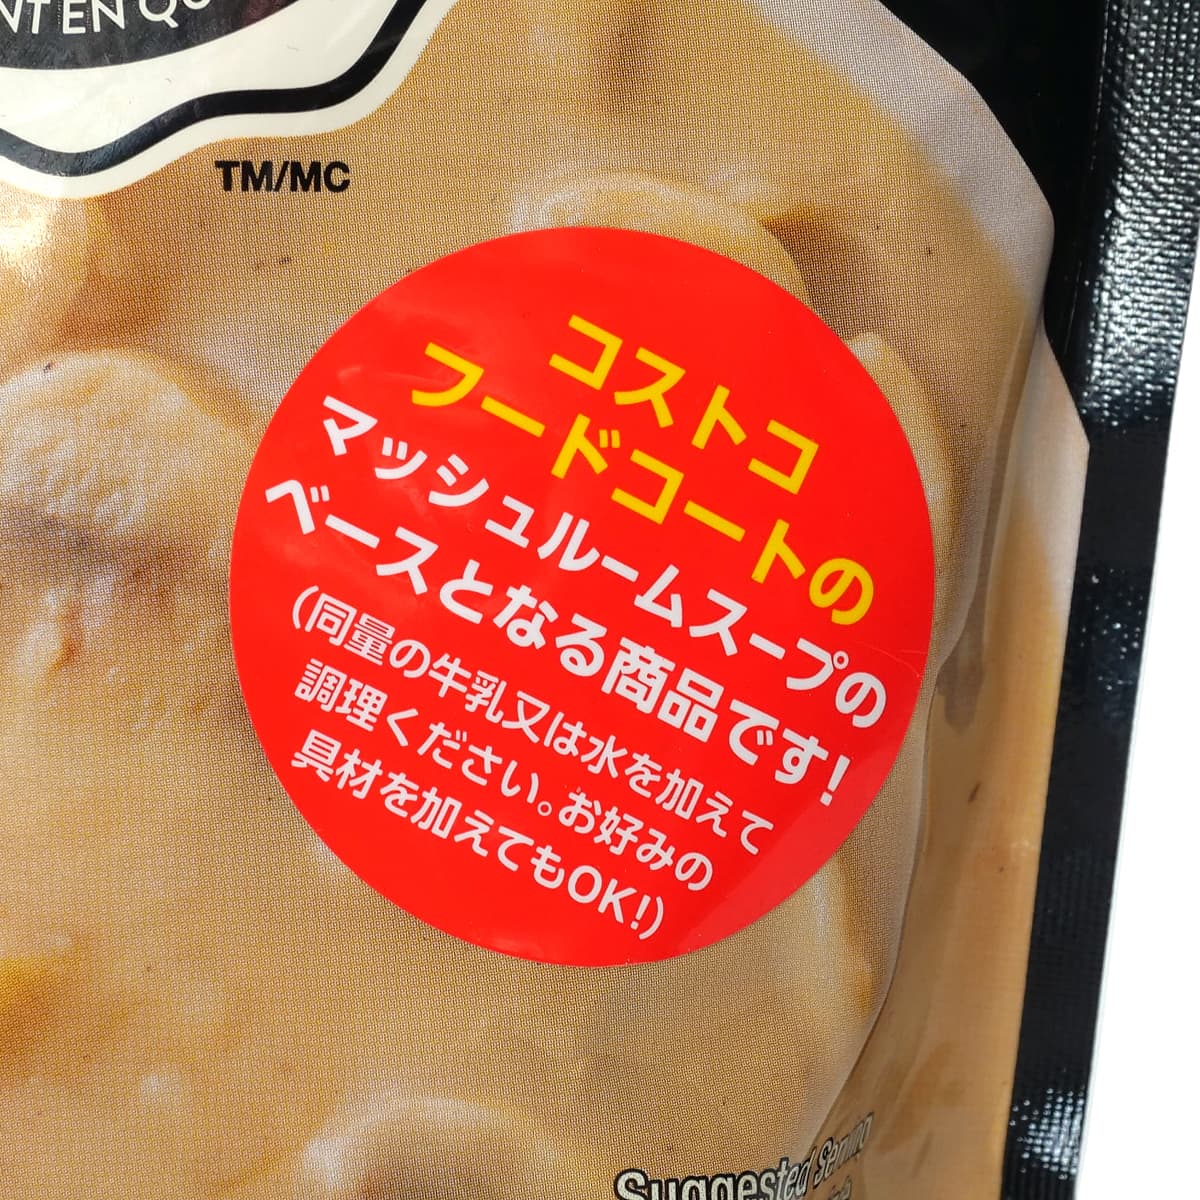 TM/MC
コストコ
フードコートの
マッシュルームスープの
ベースとなる商品です!
(同量の牛乳又は水を加えて
調理ください。お好みの
具材を加えてもOK!)
Suggested Serving